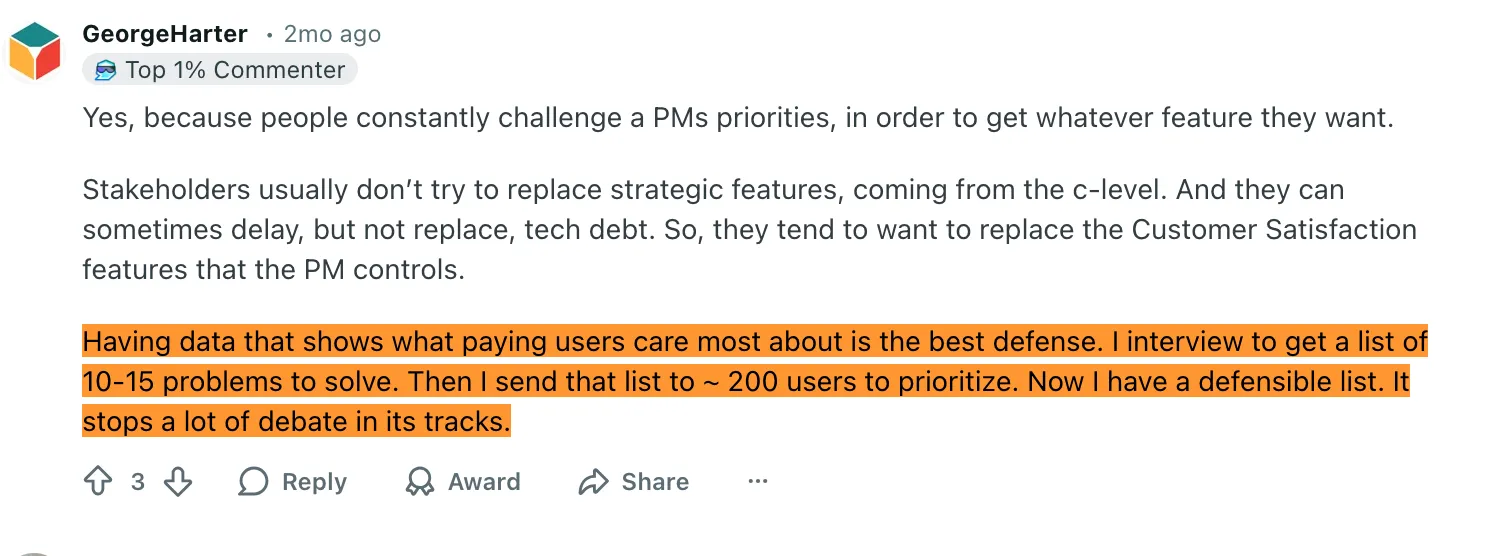 GeorgeHarter • 2mo ago
Top 1% Commenter
Yes, because people constantly challenge a PMs priorities, in order to get whatever feature they want.
Stakeholders usually don’t try to replace strategic features, coming from the c-level. And they can
sometimes delay, but not replace, tech debt. So, they tend to want to replace the Customer Satisfaction
features that the PM controls.
Having data that shows what paying users care most about is the best defense. I interview to get a list of
10-15 problems to solve. Then I send that list to ~ 200 users to prioritize. Now I have a defensible list. It
stops a lot of debate in its tracks.
3 Reply Award Share ...